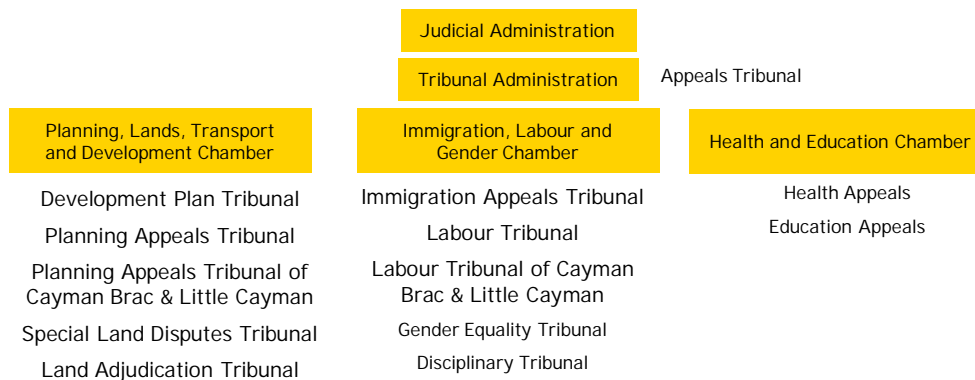 Judicial Administration
Tribunal Administration
Appeals Tribunal
Planning, Lands, Transport
and Development Chamber
Development Plan Tribunal
Planning Appeals Tribunal
Planning Appeals Tribunal of
Cayman Brac & Little Cayman
Special Land Disputes Tribunal
Land Adjudication Tribunal
Immigration, Labour and
Gender Chamber
Immigration Appeals Tribunal
Labour Tribunal
Labour Tribunal of Cayman
Brac & Little Cayman
Gender Equality Tribunal
Disciplinary Tribunal
Health and Education Chamber
Health Appeals
Education Appeals